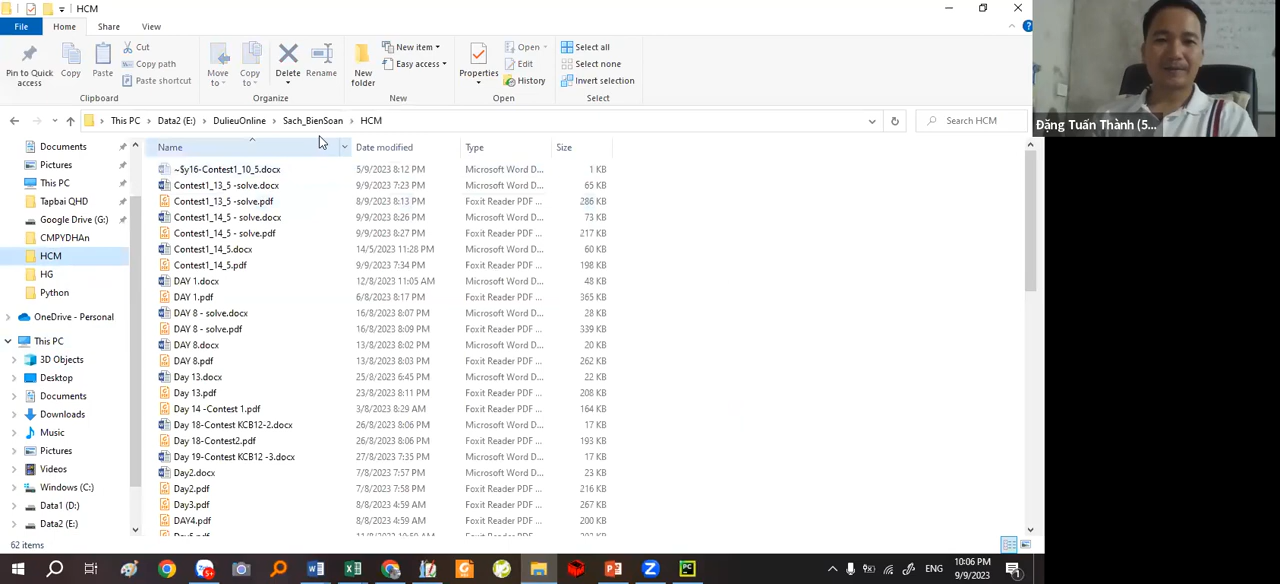 HCM
File Home Share View
Pin to Quick access
Copy
Paste
Cut
Copy path
Paste shortcut
Clipboard
Move to
Copy to
Delete
Rename
Organize
New folder
New item
Easy access
New
Properties
Open
Edit
History
Open
Select all
Select none
Invert selection
Select
This PC > Data2 (E:) > DulieuOnline > Sach_BienSoan > HCM
Search HCM
Đặng Tuấn Thành (5...
Documents
Pictures
This PC
Tapbai QHD
Google Drive (G:)
CMPYDHAn
HCM
HG
Python
OneDrive - Personal
This PC
3D Objects
Desktop
Documents
Downloads
Music
Pictures
Videos
Windows (C:)
Data1 (D:)
Data2 (E:)
Name Date modified Type Size
~$y16-Contest1_10_5.docx 5/9/2023 8:12 PM Microsoft Word D... 1 KB
Contest1_13_5 -solve.docx 9/9/2023 7:23 PM Microsoft Word D... 65 KB
Contest1_13_5 -solve.pdf 8/9/2023 8:13 PM Foxit Reader PDF ... 286 KB
Contest1_14_5 - solve.docx 9/9/2023 8:26 PM Microsoft Word D... 73 KB
Contest1_14_5 - solve.pdf 9/9/2023 8:27 PM Foxit Reader PDF ... 217 KB
Contest1_14_5.docx 14/5/2023 11:28 PM Microsoft Word D... 60 KB
Contest1_14_5.pdf 9/9/2023 7:34 PM Foxit Reader PDF ... 198 KB
DAY 1.docx 12/8/2023 11:05 AM Microsoft Word D... 48 KB
DAY 1.pdf 6/8/2023 8:17 PM Foxit Reader PDF ... 365 KB
DAY 8 - solve.docx 16/8/2023 8:07 PM Microsoft Word D... 28 KB
DAY 8 - solve.pdf 16/8/2023 8:09 PM Foxit Reader PDF ... 339 KB
DAY 8.docx 13/8/2023 8:02 PM Microsoft Word D... 20 KB
DAY 8.pdf 13/8/2023 8:03 PM Foxit Reader PDF ... 262 KB
Day 13.docx 25/8/2023 6:45 PM Microsoft Word D... 22 KB
Day 13.pdf 23/8/2023 8:11 PM Foxit Reader PDF ... 208 KB
Day 14 -Contest 1.pdf 3/8/2023 8:29 AM Foxit Reader PDF ... 164 KB
Day 18-Contest KCB12-2.docx 26/8/2023 8:06 PM Microsoft Word D... 17 KB
Day 18-Contest2.pdf 26/8/2023 8:06 PM Foxit Reader PDF ... 193 KB
Day 19-Contest KCB12 -3.docx 27/8/2023 7:35 PM Microsoft Word D... 17 KB
Day2.docx 7/8/2023 7:57 PM Microsoft Word D... 23 KB
Day2.pdf 7/8/2023 7:58 PM Foxit Reader PDF ... 216 KB
Day3.pdf 8/8/2023 4:59 AM Foxit Reader PDF ... 267 KB
DAY4.pdf 8/8/2023 4:59 AM Foxit Reader PDF ... 200 KB
62 items
ENG
10:06 PM
9/9/2023